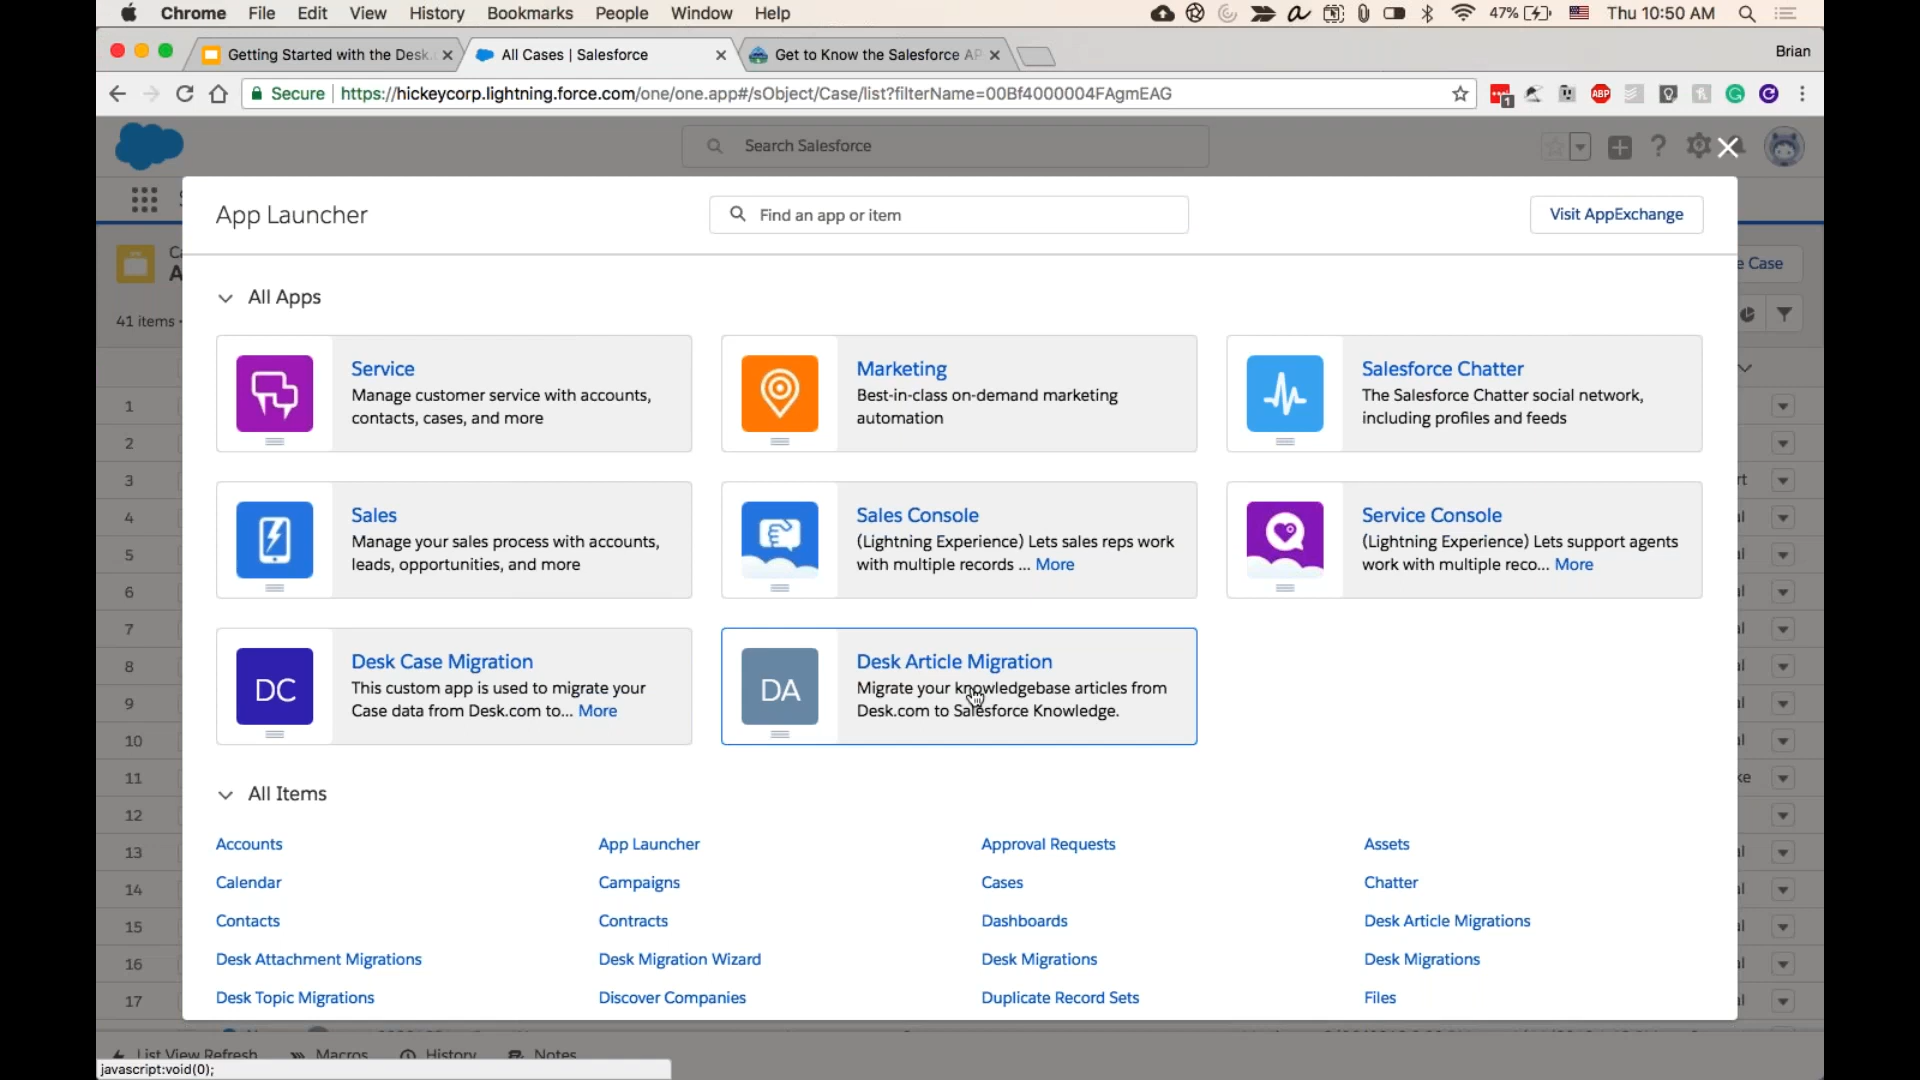 Chrome File Edit View History Bookmarks People Window Help 47% Thu 10:50 AM
Getting Started with the Desk. All Cases | Salesforce Get to Know the Salesforce AP Brian
Secure https://hickeycorp.lightning.force.com/one/one.app#/sObject/Case/list?filterName=00Bf4000004FAgmEAG 1 ABP
Search Salesforce
App Launcher Find an app or item Visit AppExchange
e Case
All Apps
41 items •
Service
Manage customer service with accounts,
contacts, cases, and more
Marketing
Best-in-class on-demand marketing
automation
Salesforce Chatter
The Salesforce Chatter social network,
including profiles and feeds
Sales
Manage your sales process with accounts,
leads, opportunities, and more
Sales Console
(Lightning Experience) Lets sales reps work
with multiple records ... More
Service Console
(Lightning Experience) Lets support agents
work with multiple reco... More
DC
Desk Case Migration
This custom app is used to migrate your
Case data from Desk.com to... More
DA
Desk Article Migration
Migrate your knowledgebase articles from
Desk.com to Salesforce Knowledge.
All Items
Accounts App Launcher Approval Requests Assets
Calendar Campaigns Cases Chatter
Contacts Contracts Dashboards Desk Article Migrations
Desk Attachment Migrations Desk Migration Wizard Desk Migrations Desk Migrations
Desk Topic Migrations Discover Companies Duplicate Record Sets Files
1
2
3
4
5
6
7
8
9
10
11
12
13
14
15
16
17
List View Refresh Macros History Notes
javascript:void(0);